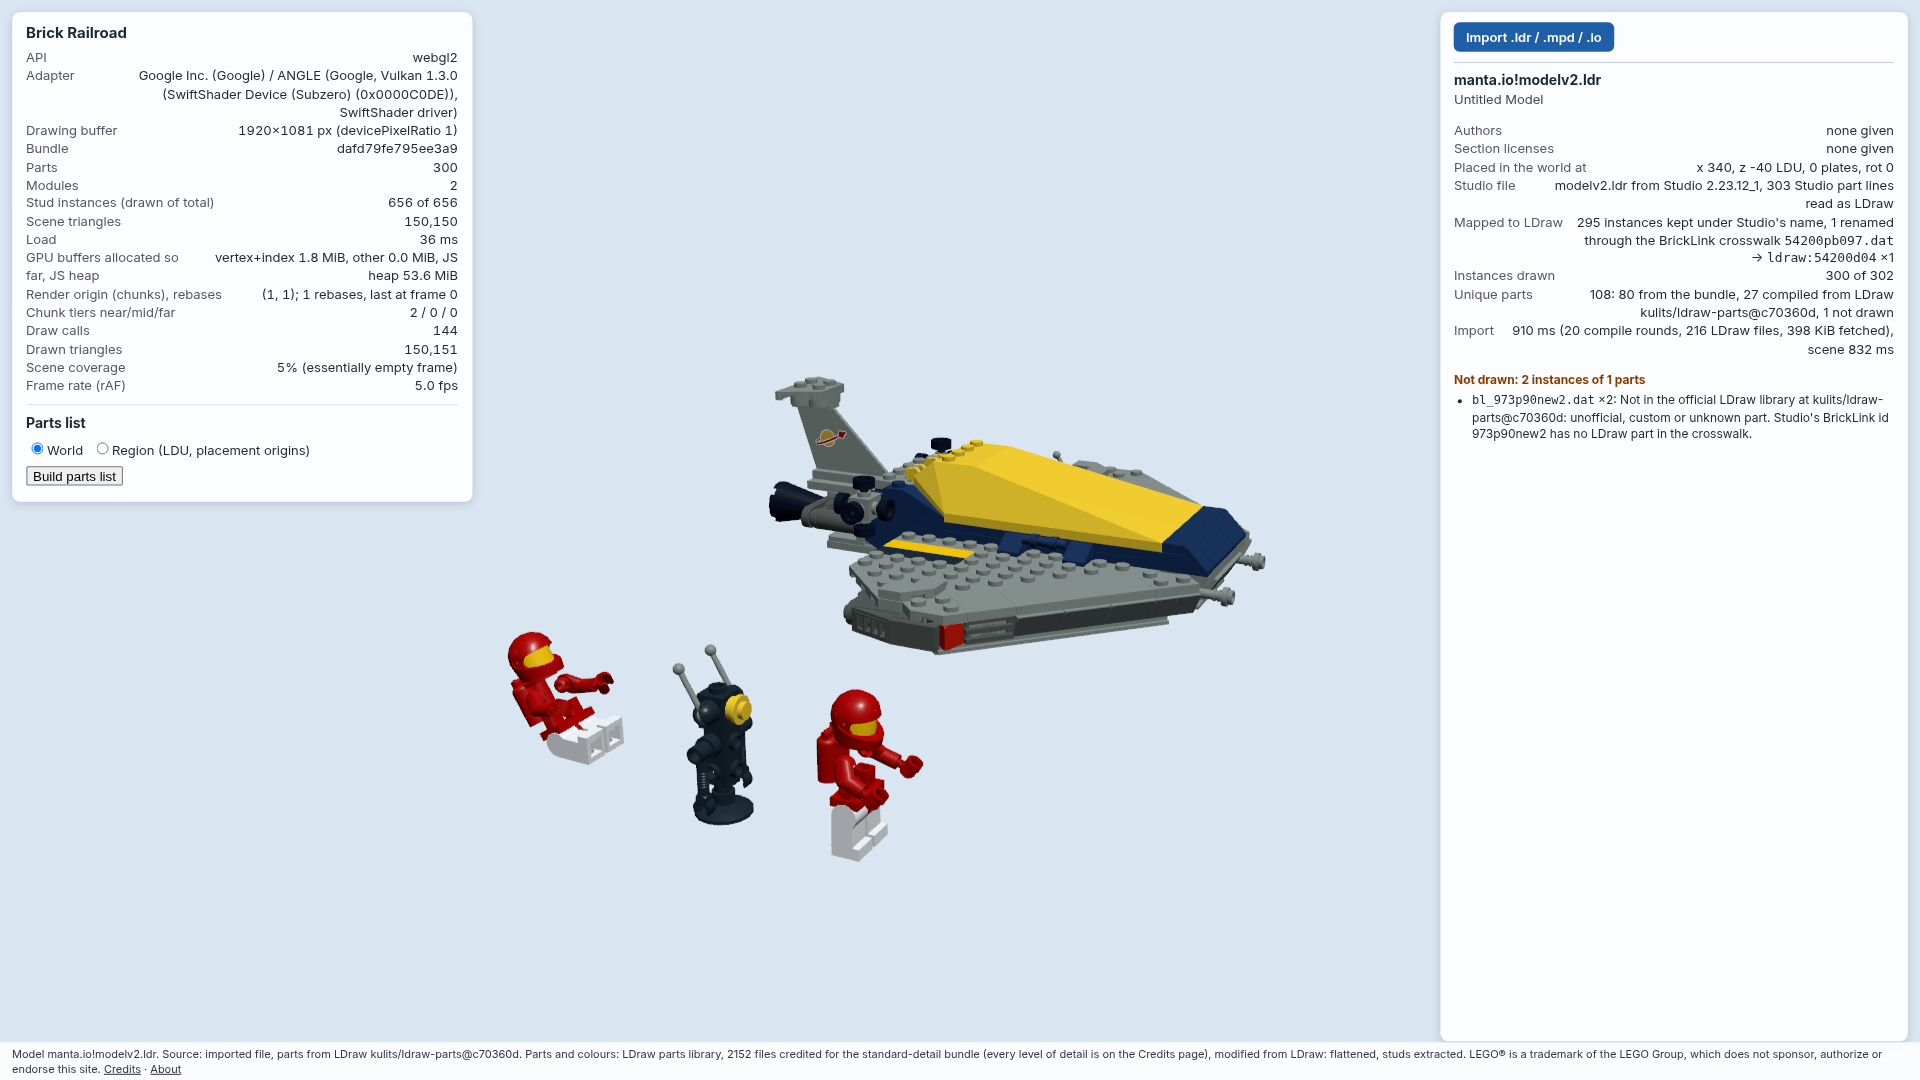 Brick Railroad
API webgl2
Adapter Google Inc. (Google) / ANGLE (Google, Vulkan 1.3.0
(SwiftShader Device (Subzero) (0x0000C0DE)),
SwiftShader driver)
Drawing buffer 1920×1081 px (devicePixelRatio 1)
Bundle dafd79fe795ee3a9
Parts 300
Modules 2
Stud instances (drawn of total) 656 of 656
Scene triangles 150,150
Load 36 ms
GPU buffers allocated so vertex+index 1.8 MiB, other 0.0 MiB, JS
far, JS heap heap 53.6 MiB
Render origin (chunks), rebases (1, 1); 1 rebases, last at frame 0
Chunk tiers near/mid/far 2 / 0 / 0
Draw calls 144
Drawn triangles 150,151
Scene coverage 5% (essentially empty frame)
Frame rate (rAF) 5.0 fps
Parts list
World Region (LDU, placement origins)
Build parts list
Import .ldr / .mpd / .io
manta.io!modelv2.ldr
Untitled Model
Authors none given
Section licenses none given
Placed in the world at x 340, z -40 LDU, 0 plates, rot 0
Studio file modelv2.ldr from Studio 2.23.12_1, 303 Studio part lines
read as LDraw
Mapped to LDraw 295 instances kept under Studio's name, 1 renamed
through the BrickLink crosswalk 54200pb097.dat
→ ldraw:54200d04 ×1
Instances drawn 300 of 302
Unique parts 108: 80 from the bundle, 27 compiled from LDraw
kulits/ldraw-parts@c70360d, 1 not drawn
Import 910 ms (20 compile rounds, 216 LDraw files, 398 KiB fetched),
scene 832 ms
Not drawn: 2 instances of 1 parts
• bl_973p90new2.dat ×2: Not in the official LDraw library at kulits/ldraw-
parts@c70360d: unofficial, custom or unknown part. Studio's BrickLink id
973p90new2 has no LDraw part in the crosswalk.
Model manta.io!modelv2.ldr. Source: imported file, parts from LDraw kulits/ldraw-parts@c70360d. Parts and colours: LDraw parts library, 2152 files credited for the standard-detail bundle (every level of detail is on the Credits page), modified from LDraw: flattened, studs extracted. LEGO® is a trademark of the LEGO Group, which does not sponsor, authorize or
endorse this site. Credits · About